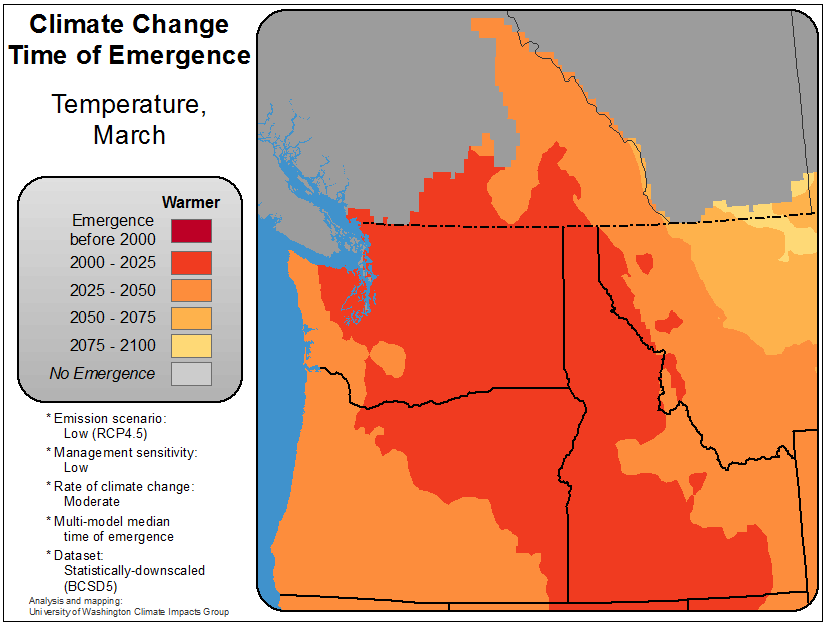 Climate Change
Time of Emergence
Temperature,
March
Warmer
Emergence
before 2000
2000 - 2025
2025 - 2050
2050 - 2075
2075 - 2100
No Emergence
* Emission scenario:
Low (RCP4.5)
* Management sensitivity:
Low
* Rate of climate change:
Moderate
* Multi-model median
time of emergence
* Dataset:
Statistically-downscaled
(BCSD5)
Analysis and mapping:
University of Washington Climate Impacts Group